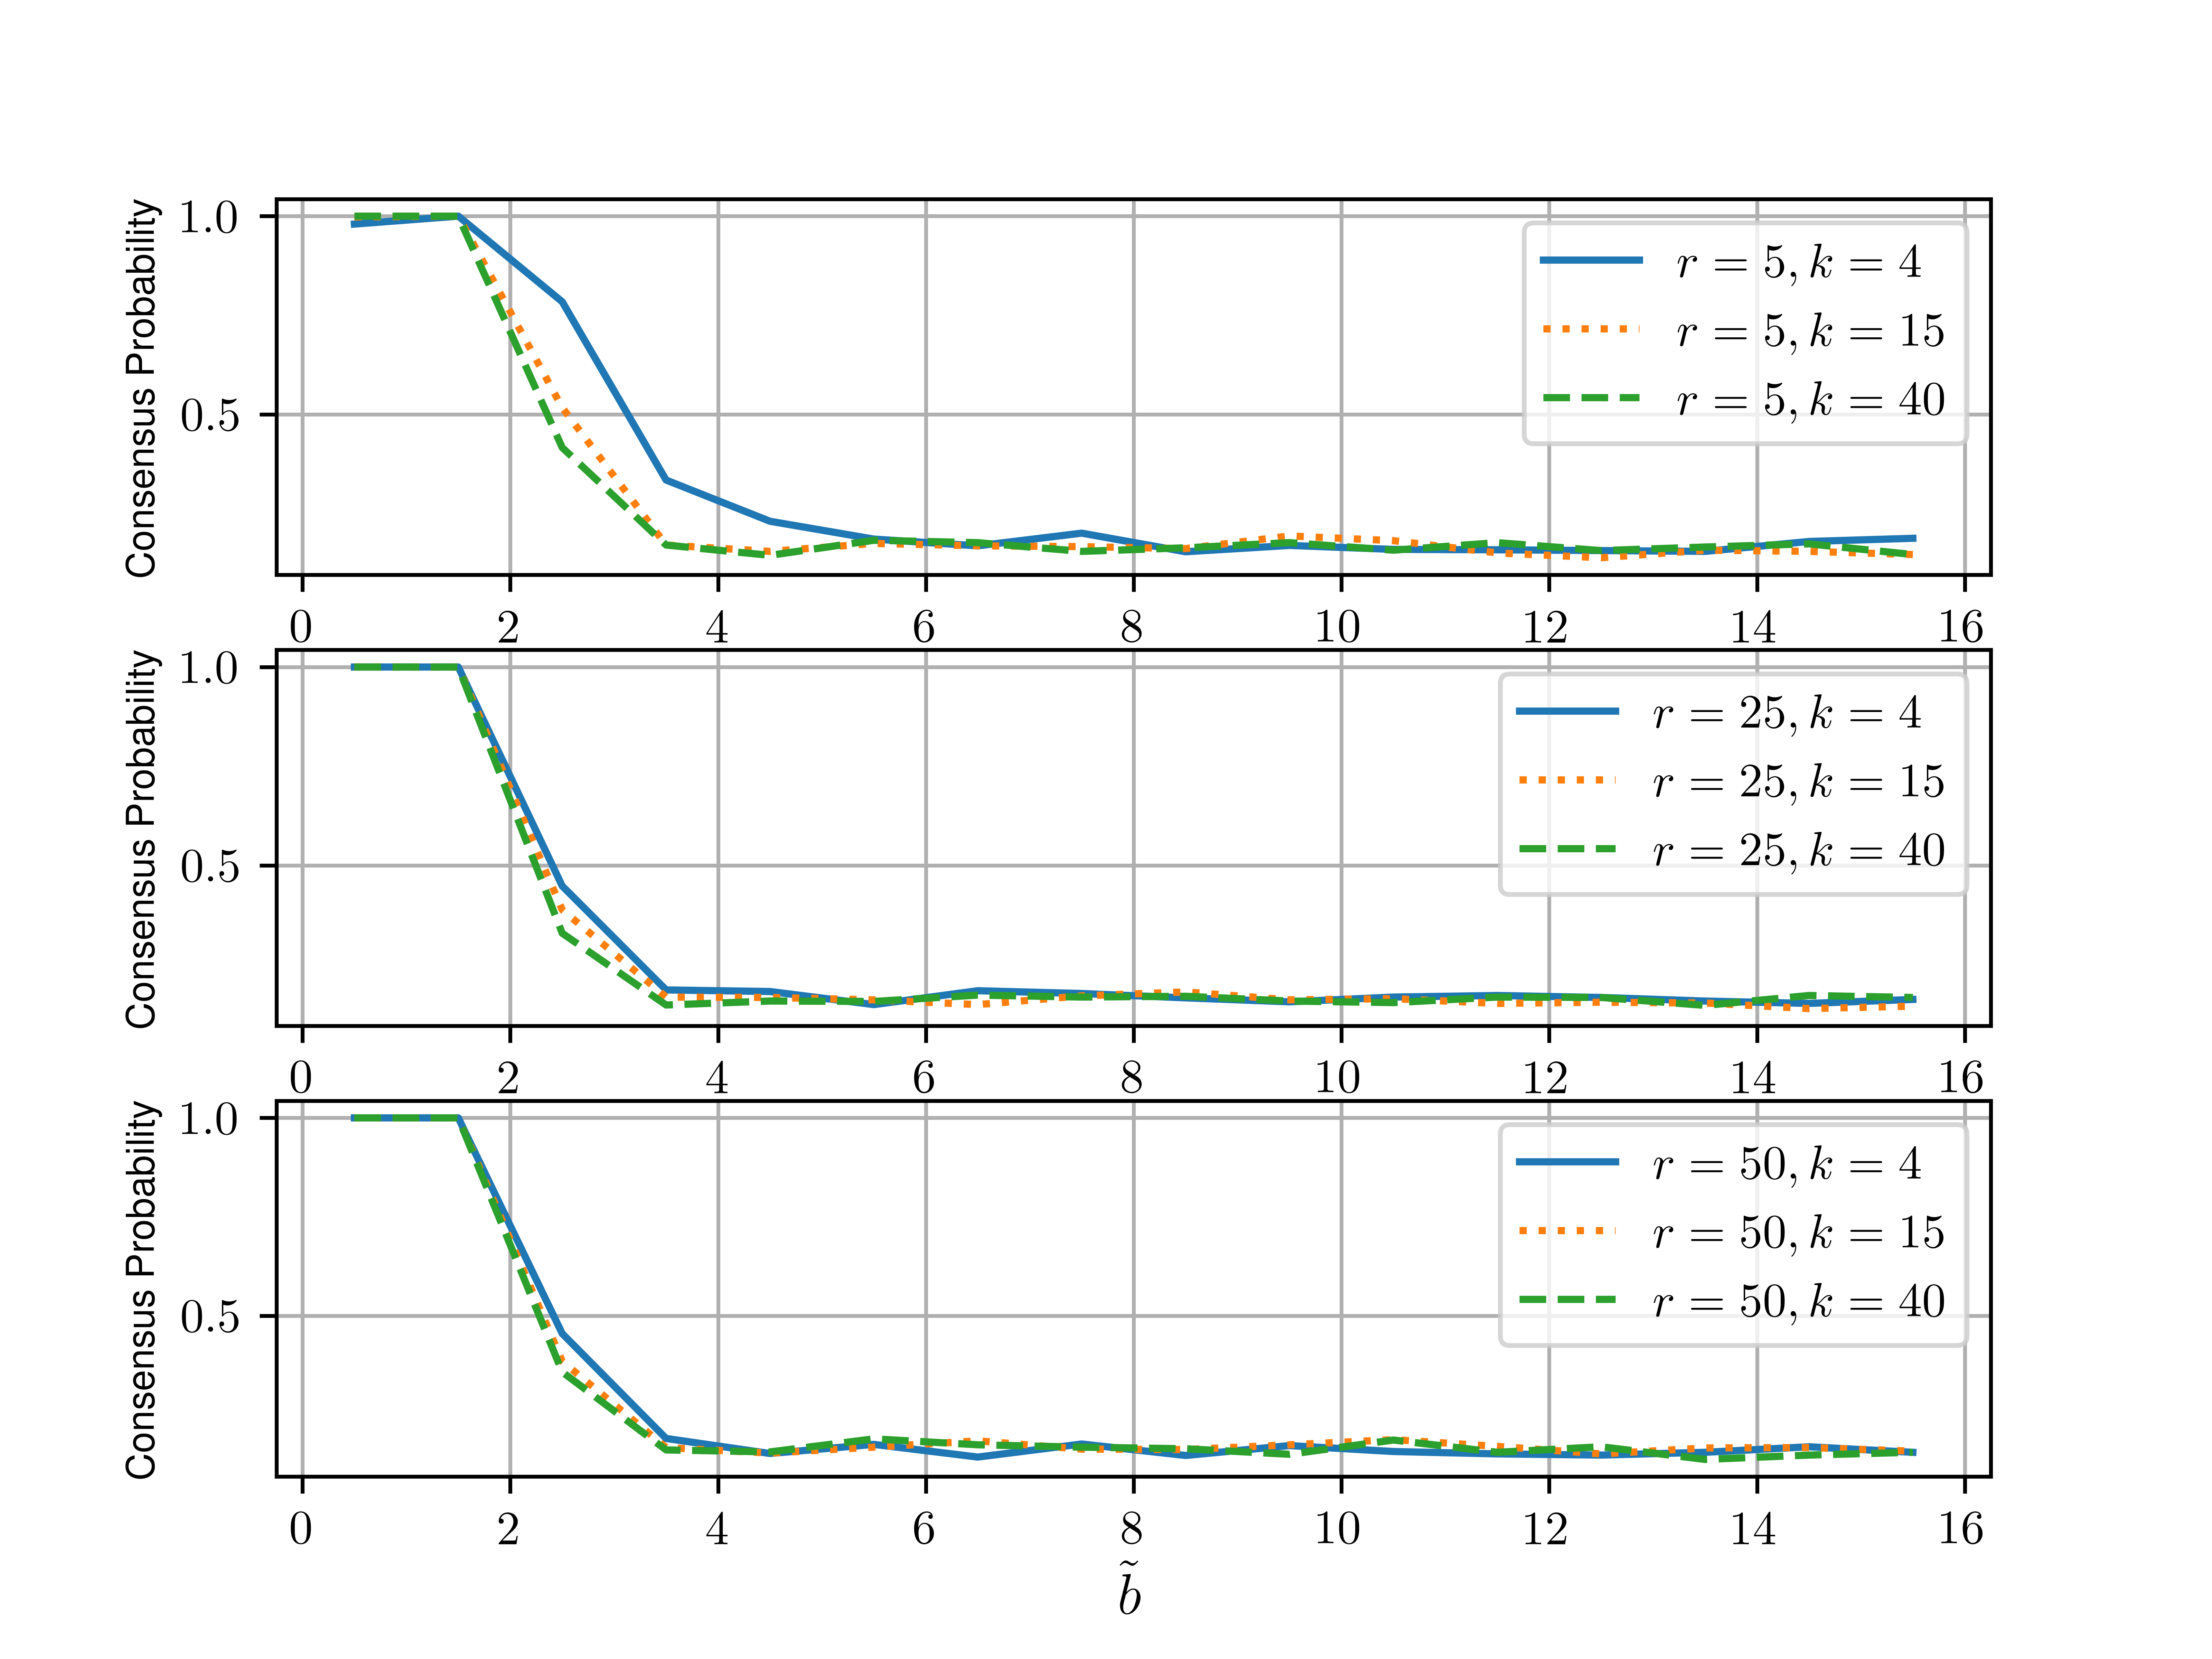 Consensus Probability
1.0
0.5
r = 5, k = 4
r = 5, k = 15
r = 5, k = 40
0 2 4 6 8 10 12 14 16
Consensus Probability
1.0
0.5
r = 25, k = 4
r = 25, k = 15
r = 25, k = 40
0 2 4 6 8 10 12 14 16
Consensus Probability
1.0
0.5
r = 50, k = 4
r = 50, k = 15
r = 50, k = 40
0 2 4 6 8 10 12 14 16
b̃